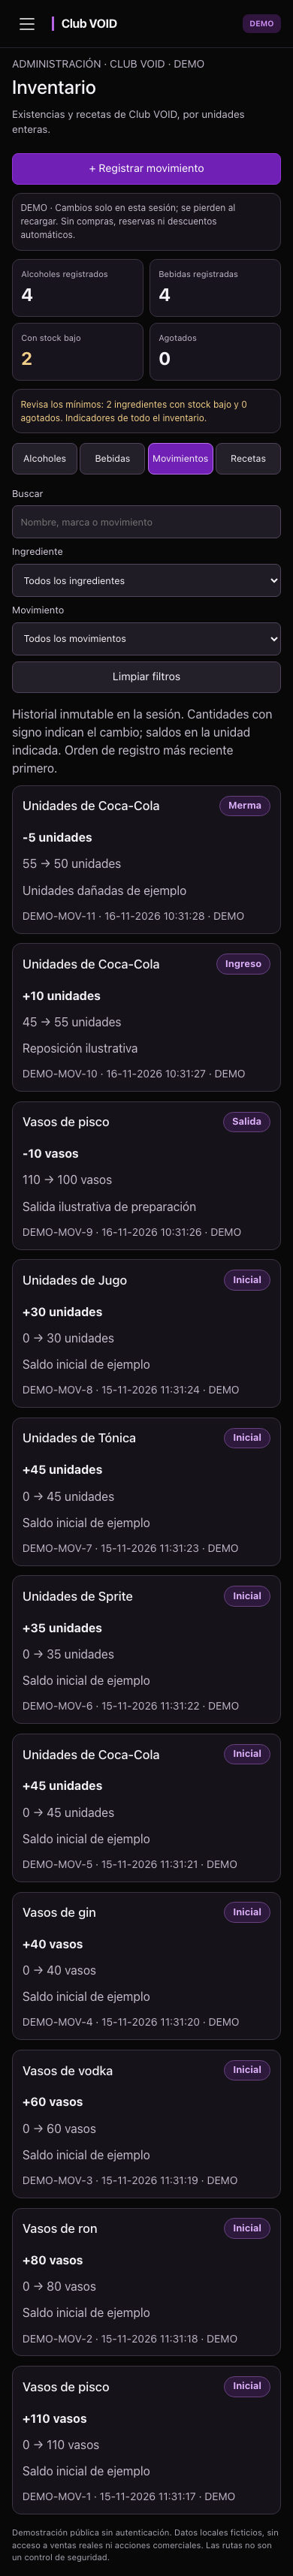 Club VOID
DEMO
ADMINISTRACIÓN · CLUB VOID · DEMO
Inventario
Existencias y recetas de Club VOID, por unidades
enteras.
+ Registrar movimiento
DEMO · Cambios solo en esta sesión; se pierden al
recargar. Sin compras, reservas ni descuentos
automáticos.
Alcoholes registrados
4
Bebidas registradas
4
Con stock bajo
2
Agotados
0
Revisa los mínimos: 2 ingredientes con stock bajo y 0
agotados. Indicadores de todo el inventario.
Alcoholes
Bebidas
Movimientos
Recetas
Buscar
Nombre, marca o movimiento
Ingrediente
Todos los ingredientes
Movimiento
Todos los movimientos
Limpiar filtros
Historial inmutable en la sesión. Cantidades con
signo indican el cambio; saldos en la unidad
indicada. Orden de registro más reciente
primero.
Unidades de Coca-Cola
Merma
-5 unidades
55 → 50 unidades
Unidades dañadas de ejemplo
DEMO-MOV-11 · 16-11-2026 10:31:28 · DEMO
Unidades de Coca-Cola
Ingreso
+10 unidades
45 → 55 unidades
Reposición ilustrativa
DEMO-MOV-10 · 16-11-2026 10:31:27 · DEMO
Vasos de pisco
Salida
-10 vasos
110 → 100 vasos
Salida ilustrativa de preparación
DEMO-MOV-9 · 16-11-2026 10:31:26 · DEMO
Unidades de Jugo
Inicial
+30 unidades
0 → 30 unidades
Saldo inicial de ejemplo
DEMO-MOV-8 · 15-11-2026 11:31:24 · DEMO
Unidades de Tónica
Inicial
+45 unidades
0 → 45 unidades
Saldo inicial de ejemplo
DEMO-MOV-7 · 15-11-2026 11:31:23 · DEMO
Unidades de Sprite
Inicial
+35 unidades
0 → 35 unidades
Saldo inicial de ejemplo
DEMO-MOV-6 · 15-11-2026 11:31:22 · DEMO
Unidades de Coca-Cola
Inicial
+45 unidades
0 → 45 unidades
Saldo inicial de ejemplo
DEMO-MOV-5 · 15-11-2026 11:31:21 · DEMO
Vasos de gin
Inicial
+40 vasos
0 → 40 vasos
Saldo inicial de ejemplo
DEMO-MOV-4 · 15-11-2026 11:31:20 · DEMO
Vasos de vodka
Inicial
+60 vasos
0 → 60 vasos
Saldo inicial de ejemplo
DEMO-MOV-3 · 15-11-2026 11:31:19 · DEMO
Vasos de ron
Inicial
+80 vasos
0 → 80 vasos
Saldo inicial de ejemplo
DEMO-MOV-2 · 15-11-2026 11:31:18 · DEMO
Vasos de pisco
Inicial
+110 vasos
0 → 110 vasos
Saldo inicial de ejemplo
DEMO-MOV-1 · 15-11-2026 11:31:17 · DEMO
Demostración pública sin autenticación. Datos locales ficticios, sin
acceso a ventas reales ni acciones comerciales. Las rutas no son
un control de seguridad.